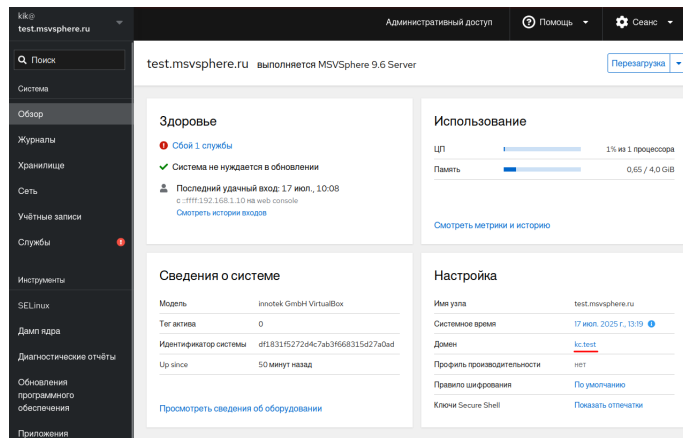 kik@
test.msvsphere.ru
Административный доступ
Помощь
Сеанс
Поиск
Система
Обзор
Журналы
Хранилище
Сеть
Учётные записи
Службы
Инструменты
SELinux
Дамп ядра
Диагностические отчёты
Обновления
программного
обеспечения
Приложения
test.msvsphere.ru выполняется MSVSphere 9.6 Server
Перезагрузка
Здоровье
Сбой 1 службы
Система не нуждается в обновлении
Последний удачный вход: 17 июл., 10:08
с ::ffff:192.168.1.10 на web console
Смотреть истории входов
Использование
ЦП 1% из 1 процессора
Память 0,65 / 4,0 GiB
Смотреть метрики и историю
Сведения о системе
Модель innotek GmbH VirtualBox
Тег актива 0
Идентификатор системы df1831f5272d4c7ab3f668315d27a0ad
Up since 50 минут назад
Просмотреть сведения об оборудовании
Настройка
Имя узла test.msvsphere.ru
Системное время 17 июл. 2025 г., 13:19
Домен kc.test
Профиль производительности нет
Правило шифрования По умолчанию
Ключи Secure Shell Показать отпечатки